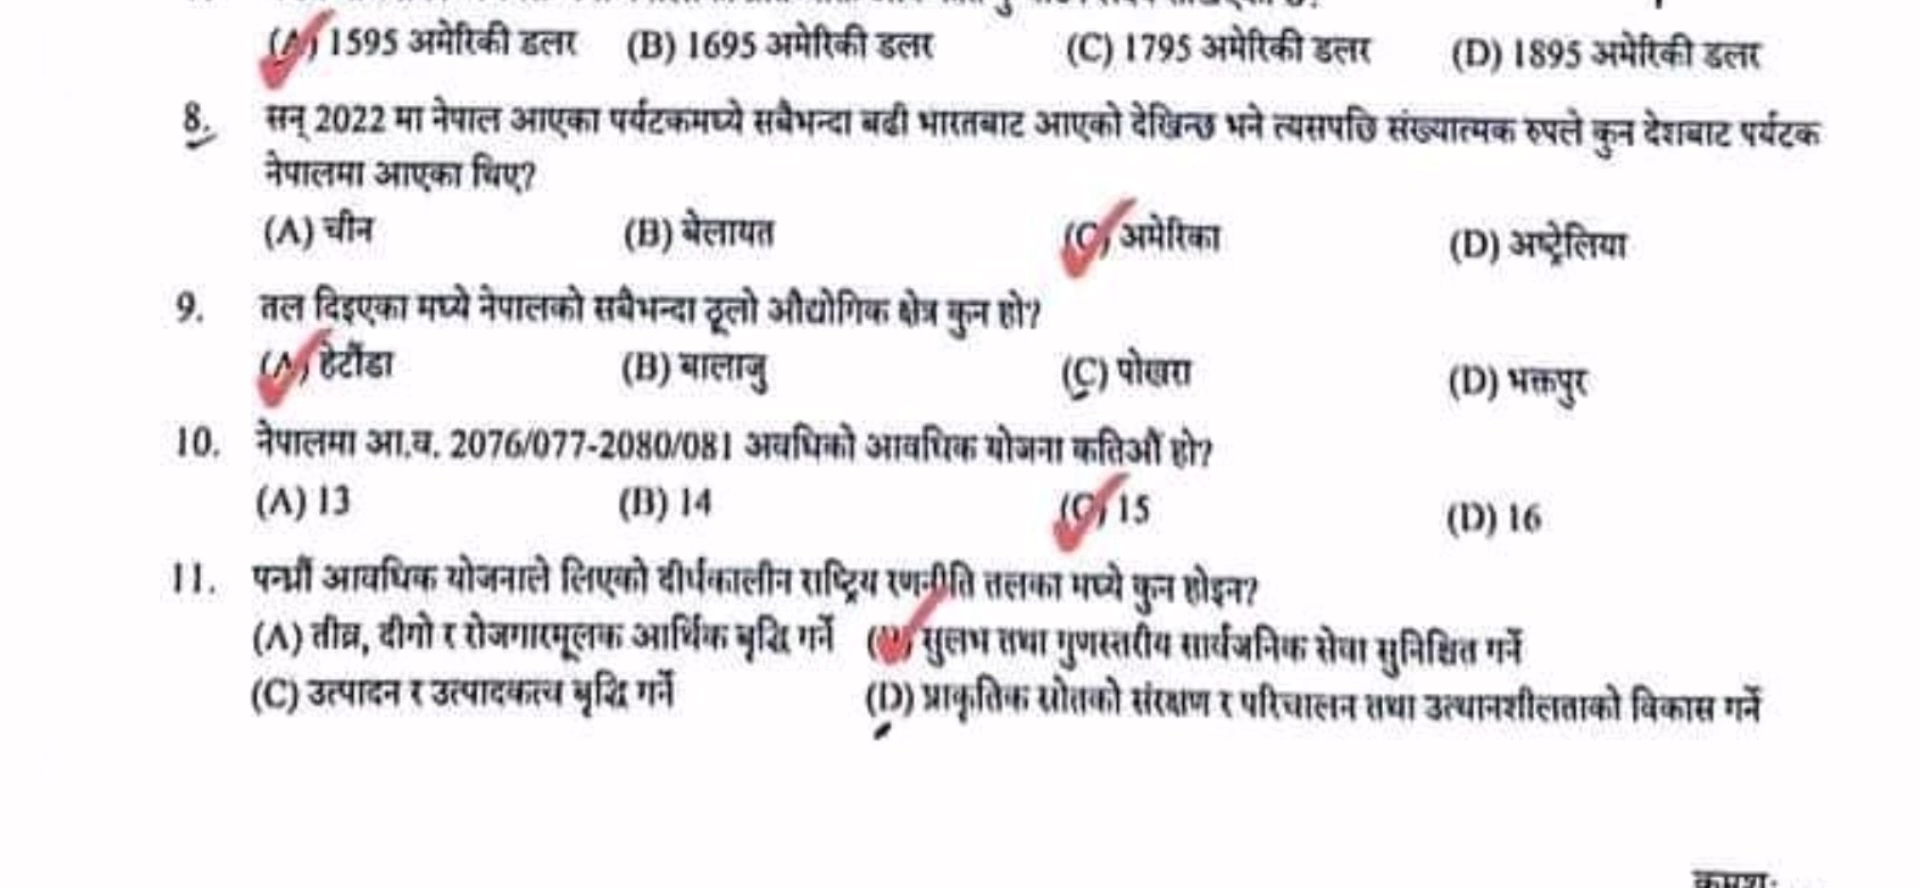 (A) 1595 अमेरिकी डलर (B) 1695 अमेरिकी डलर (C) 1795 अमेरिकी डलर (D) 1895 अमेरिकी डलर
8. सन् 2022 मा नेपाल आएका पर्यटकमध्ये सबैभन्दा बढी भारतबाट आएको देखिन्छ भने त्यसपछि संख्यात्मक रुपले कुन देशबाट पर्यटक
नेपालमा आएका थिए?
(A) चीन (B) बेलायत (C) अमेरिका (D) अष्ट्रेलिया
9. तल दिइएका मध्ये नेपालको सबैभन्दा ठूलो औद्योगिक क्षेत्र कुन हो?
(A) हेटौंडा (B) बालाजु (C) पोखरा (D) भक्तपुर
10. नेपालमा आ.व. 2076/077-2080/081 अवधिको आवधिक योजना कतिऔं हो?
(A) 13 (B) 14 (C) 15 (D) 16
11. पन्ध्रौं आवधिक योजनाले लिएको दीर्घकालीन राष्ट्रिय रणनीति तलका मध्ये कुन होइन?
(A) तीव्र, दीगो र रोजगारमूलक आर्थिक बृद्धि गर्ने (B) सुलभ तथा गुणस्तरीय सार्वजनिक सेवा सुनिश्चित गर्ने
(C) उत्पादन र उत्पादकत्व बृद्धि गर्ने (D) प्राकृतिक स्रोतको संरक्षण र परिचालन तथा उत्थानशीलताको विकास गर्ने